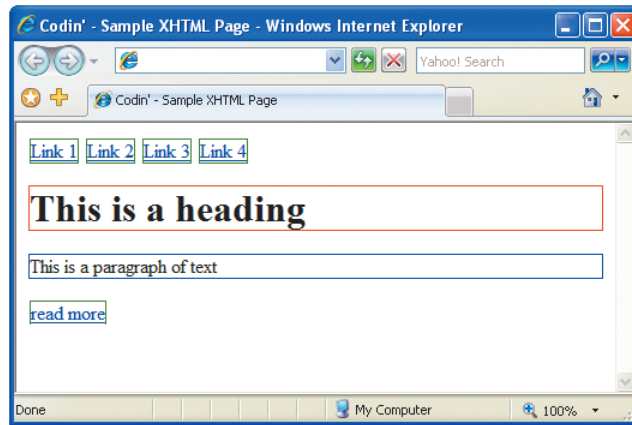 Codin' - Sample XHTML Page - Windows Internet Explorer
Yahoo! Search
Codin' - Sample XHTML Page
Link 1 Link 2 Link 3 Link 4
This is a heading
This is a paragraph of text
read more
Done My Computer 100%